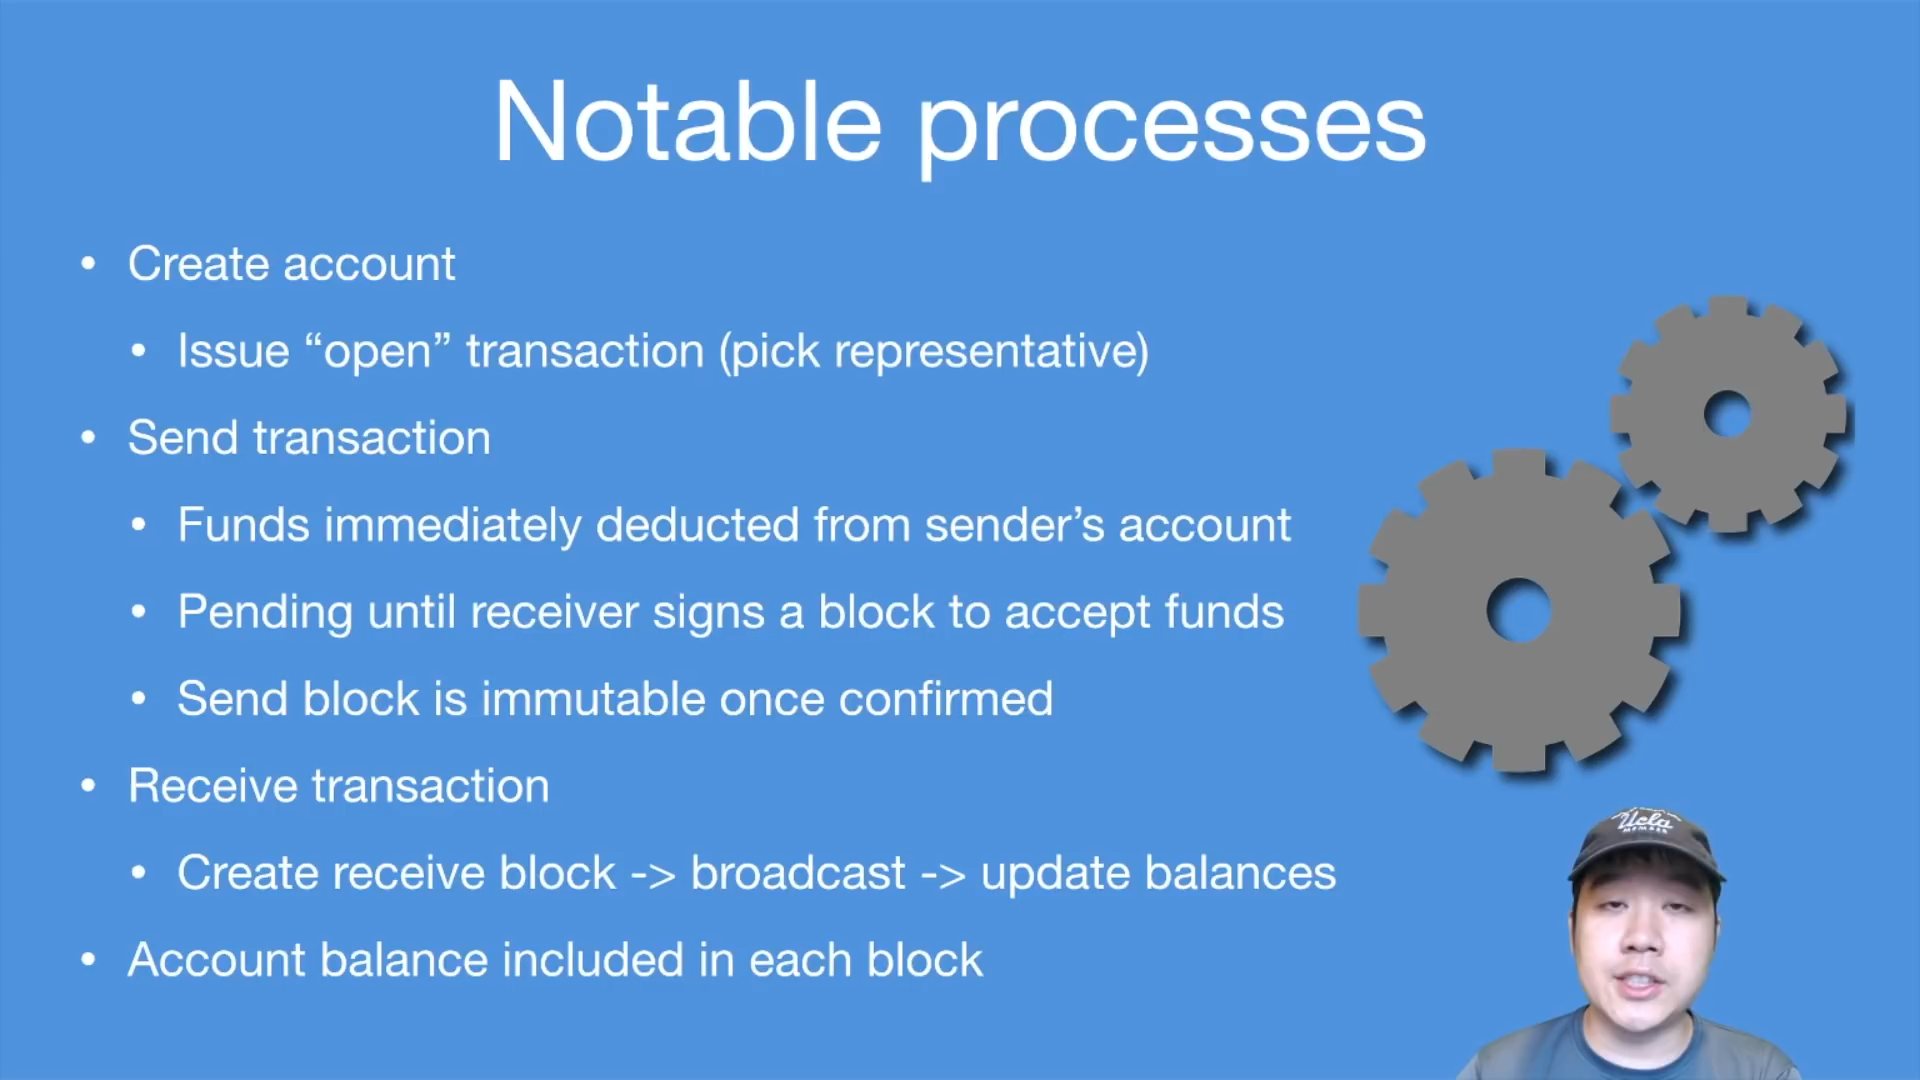 Notable processes
• Create account
• Issue “open” transaction (pick representative)
• Send transaction
• Funds immediately deducted from sender’s account
• Pending until receiver signs a block to accept funds
• Send block is immutable once confirmed
• Receive transaction
• Create receive block -> broadcast -> update balances
• Account balance included in each block
Ucla
MEMBER